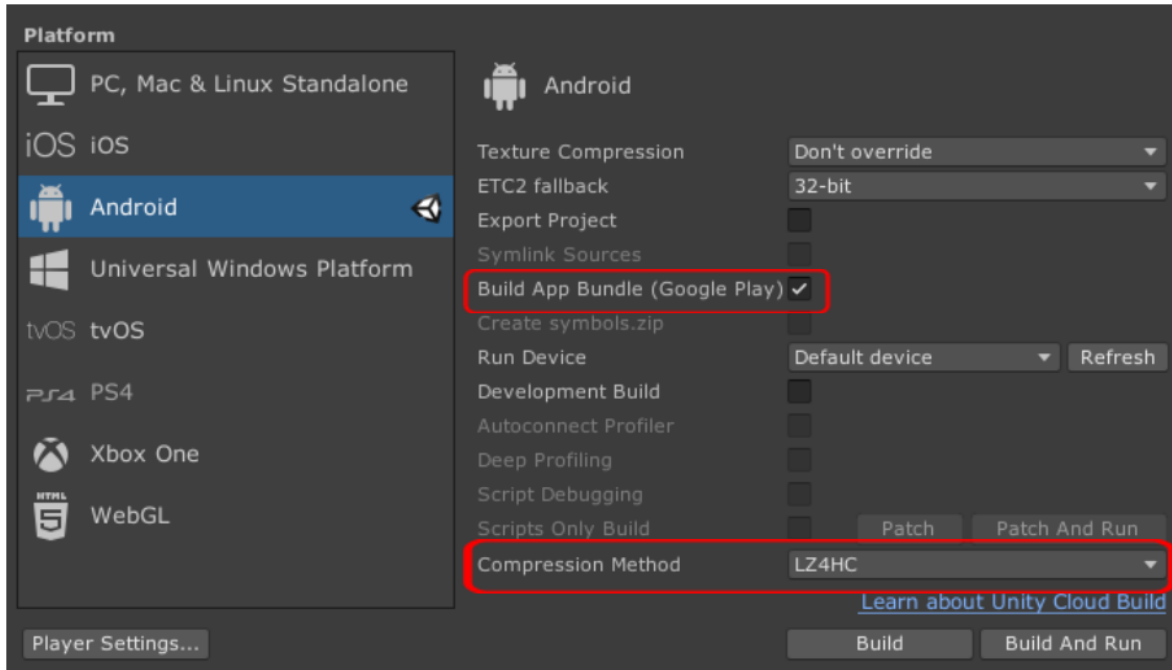 Platform
PC, Mac & Linux Standalone
iOS iOS
Android
Universal Windows Platform
tvOS tvOS
PS4 PS4
Xbox One
HTML 5 WebGL
Android
Texture Compression Don't override
ETC2 fallback 32-bit
Export Project
Symlink Sources
Build App Bundle (Google Play)
Create symbols.zip
Run Device Default device Refresh
Development Build
Autoconnect Profiler
Deep Profiling
Script Debugging
Scripts Only Build Patch Patch And Run
Compression Method LZ4HC
Learn about Unity Cloud Build
Player Settings... Build Build And Run